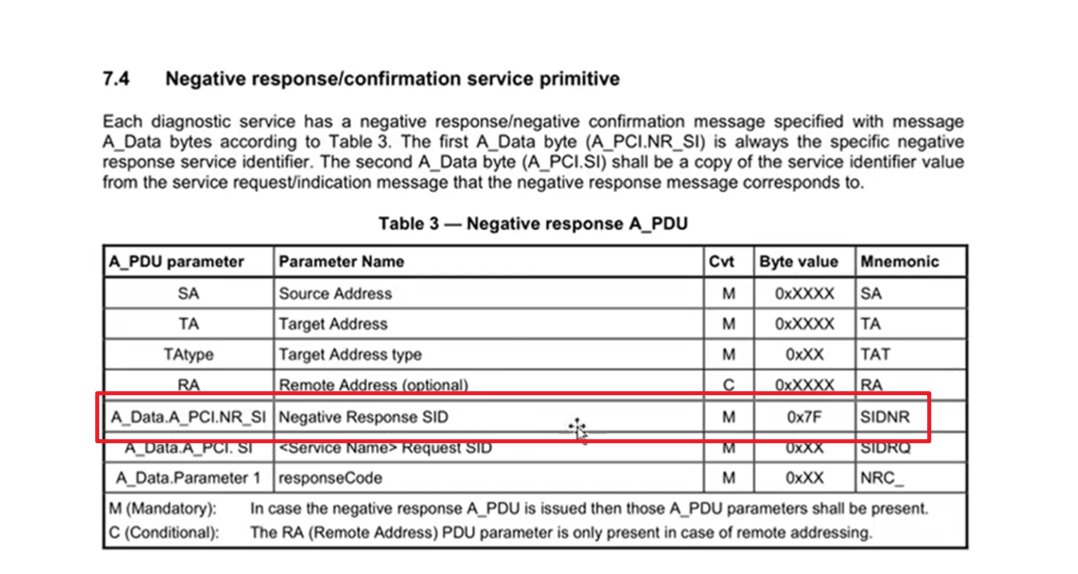 7.4 Negative response/confirmation service primitive
Each diagnostic service has a negative response/negative confirmation message specified with message
A_Data bytes according to Table 3. The first A_Data byte (A_PCI.NR_SI) is always the specific negative
response service identifier. The second A_Data byte (A_PCI.SI) shall be a copy of the service identifier value
from the service request/indication message that the negative response message corresponds to.
Table 3 — Negative response A_PDU
A_PDU parameter Parameter Name Cvt Byte value Mnemonic
SA Source Address M 0xXXXX SA
TA Target Address M 0xXXXX TA
TAtype Target Address type M 0xXX TAT
RA Remote Address (optional) C 0xXXXX RA
A_Data.A_PCI.NR_SI Negative Response SID M 0x7F SIDNR
A_Data.A_PCI. SI <Service Name> Request SID M 0xXX SIDRQ
A_Data.Parameter 1 responseCode M 0xXX NRC_
M (Mandatory): In case the negative response A_PDU is issued then those A_PDU parameters shall be present.
C (Conditional): The RA (Remote Address) PDU parameter is only present in case of remote addressing.